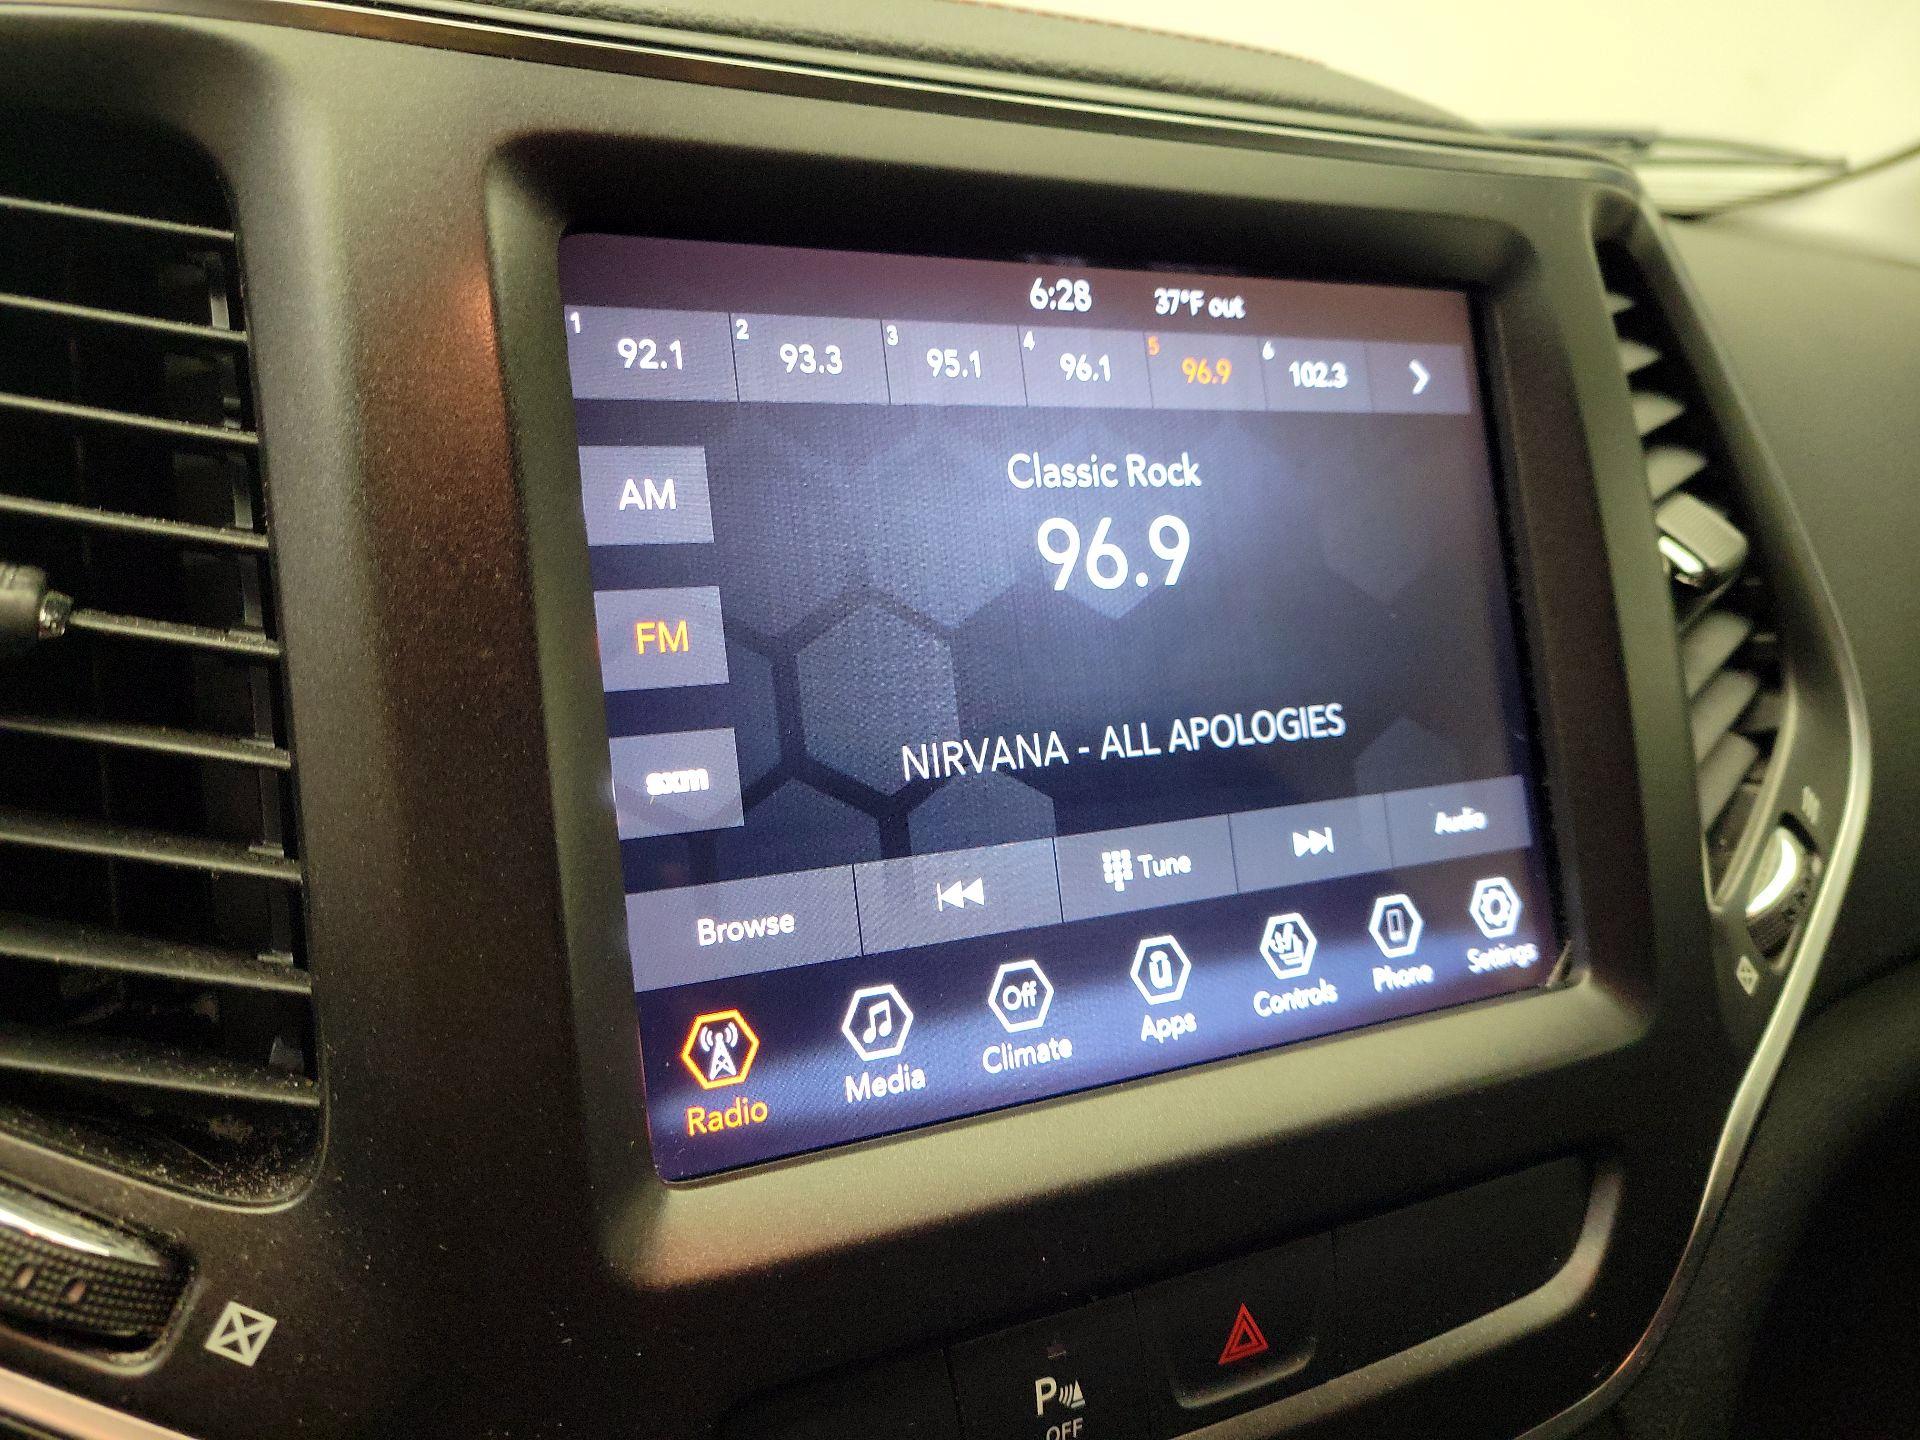 6:28 37°F out
1 92.1 2 93.3 3 95.1 4 96.1 5 96.9 6 102.3
Classic Rock
AM
96.9
FM
NIRVANA - ALL APOLOGIES
sxm
Browse Tune Audio
Off
Radio Media Climate Apps Controls Phone Settings
P
OFF